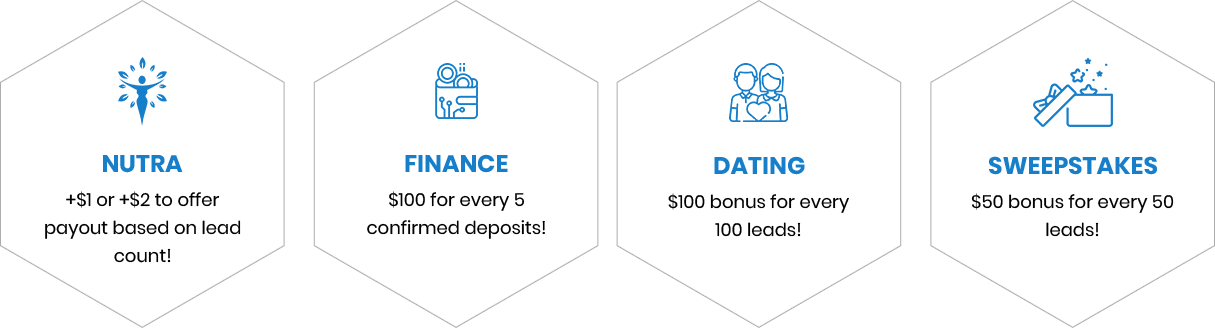 NUTRA
+$1 or +$2 to offer
payout based on lead
count!
FINANCE
$100 for every 5
confirmed deposits!
DATING
$100 bonus for every
100 leads!
SWEEPSTAKES
$50 bonus for every 50
leads!